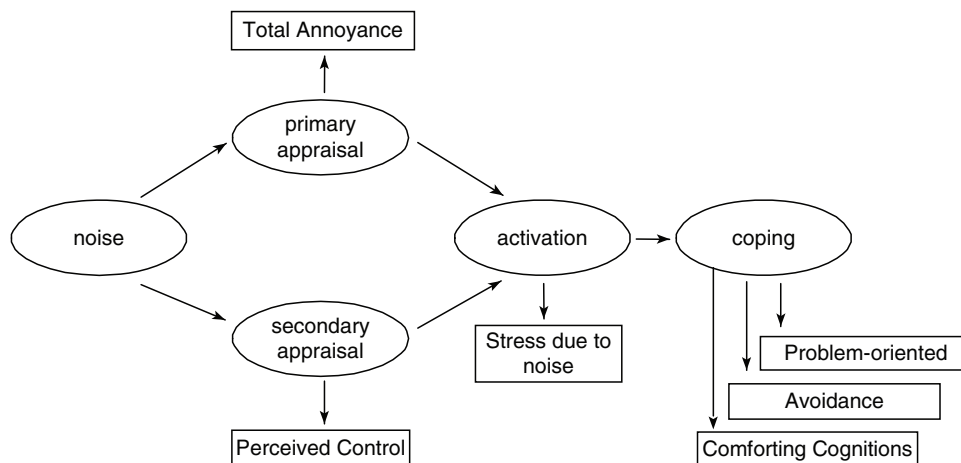 Total Annoyance
primary
appraisal
noise
activation
coping
secondary
appraisal
Stress due to
noise
Problem-oriented
Avoidance
Perceived Control
Comforting Cognitions